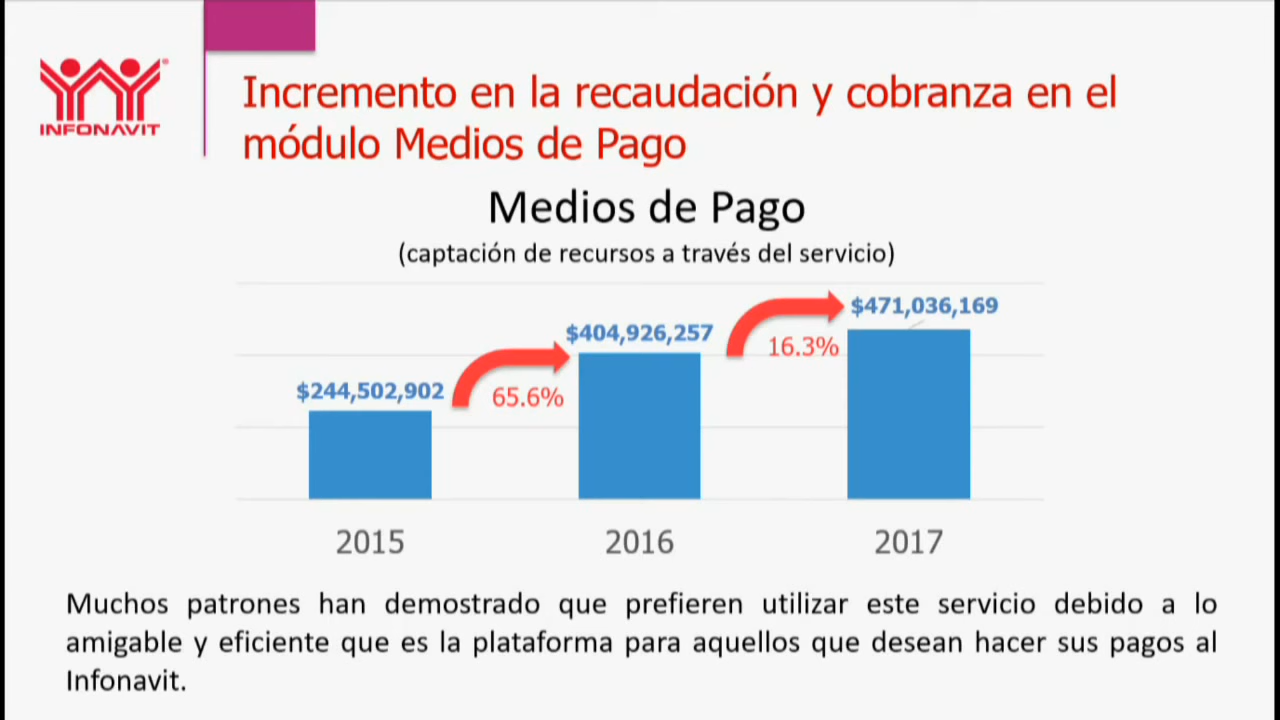 INFONAVIT
Incremento en la recaudación y cobranza en el
módulo Medios de Pago
Medios de Pago
(captación de recursos a través del servicio)
$244,502,902
65.6%
$404,926,257
16.3%
$471,036,169
2015
2016
2017
Muchos patrones han demostrado que prefieren utilizar este servicio debido a lo
amigable y eficiente que es la plataforma para aquellos que desean hacer sus pagos al
Infonavit.